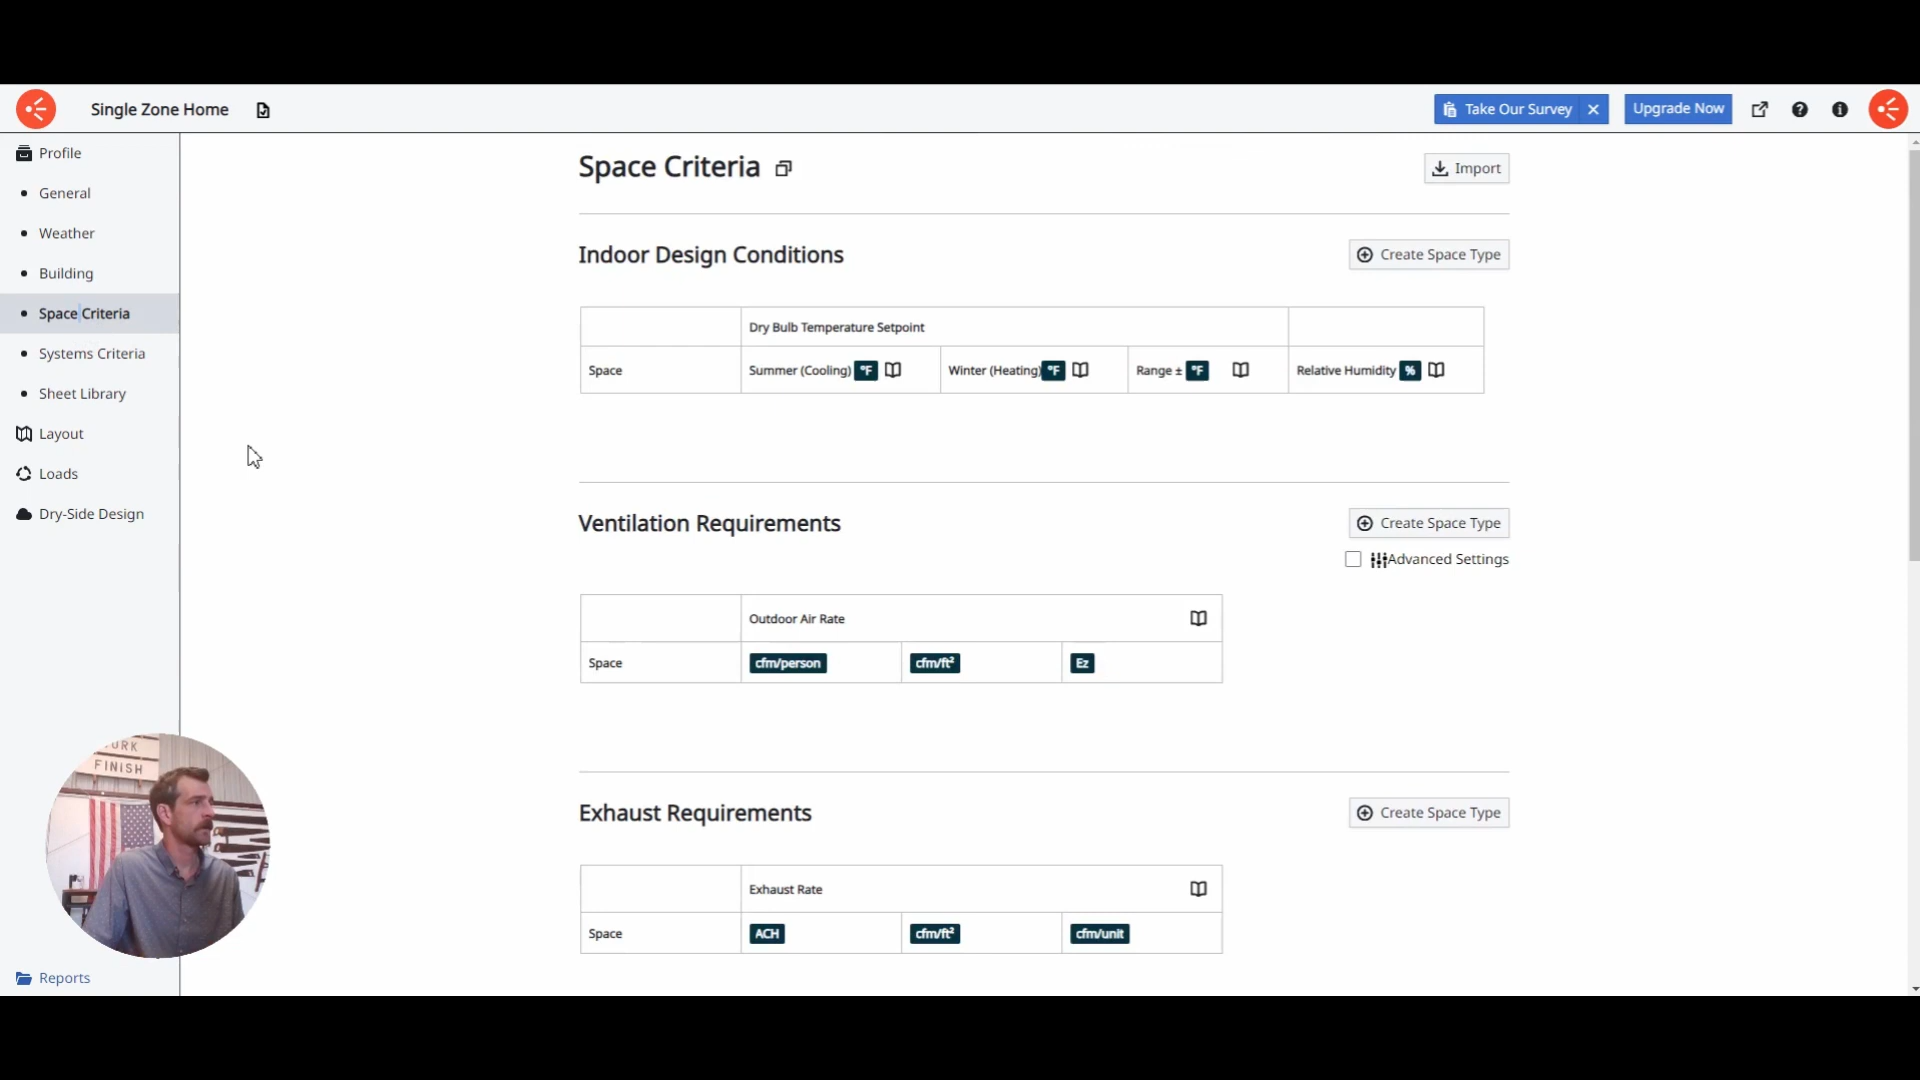 Single Zone Home
Take Our Survey
Upgrade Now
Profile
General
Weather
Building
Space Criteria
Systems Criteria
Sheet Library
Layout
Loads
Dry-Side Design
Reports
Space Criteria
Import
Indoor Design Conditions
Create Space Type
Dry Bulb Temperature Setpoint
Space
Summer (Cooling) °F
Winter (Heating) °F
Range ± °F
Relative Humidity %
Ventilation Requirements
Create Space Type
Advanced Settings
Outdoor Air Rate
Space
cfm/person
cfm/ft²
Ez
Exhaust Requirements
Create Space Type
Exhaust Rate
Space
ACH
cfm/ft²
cfm/unit
FINISH